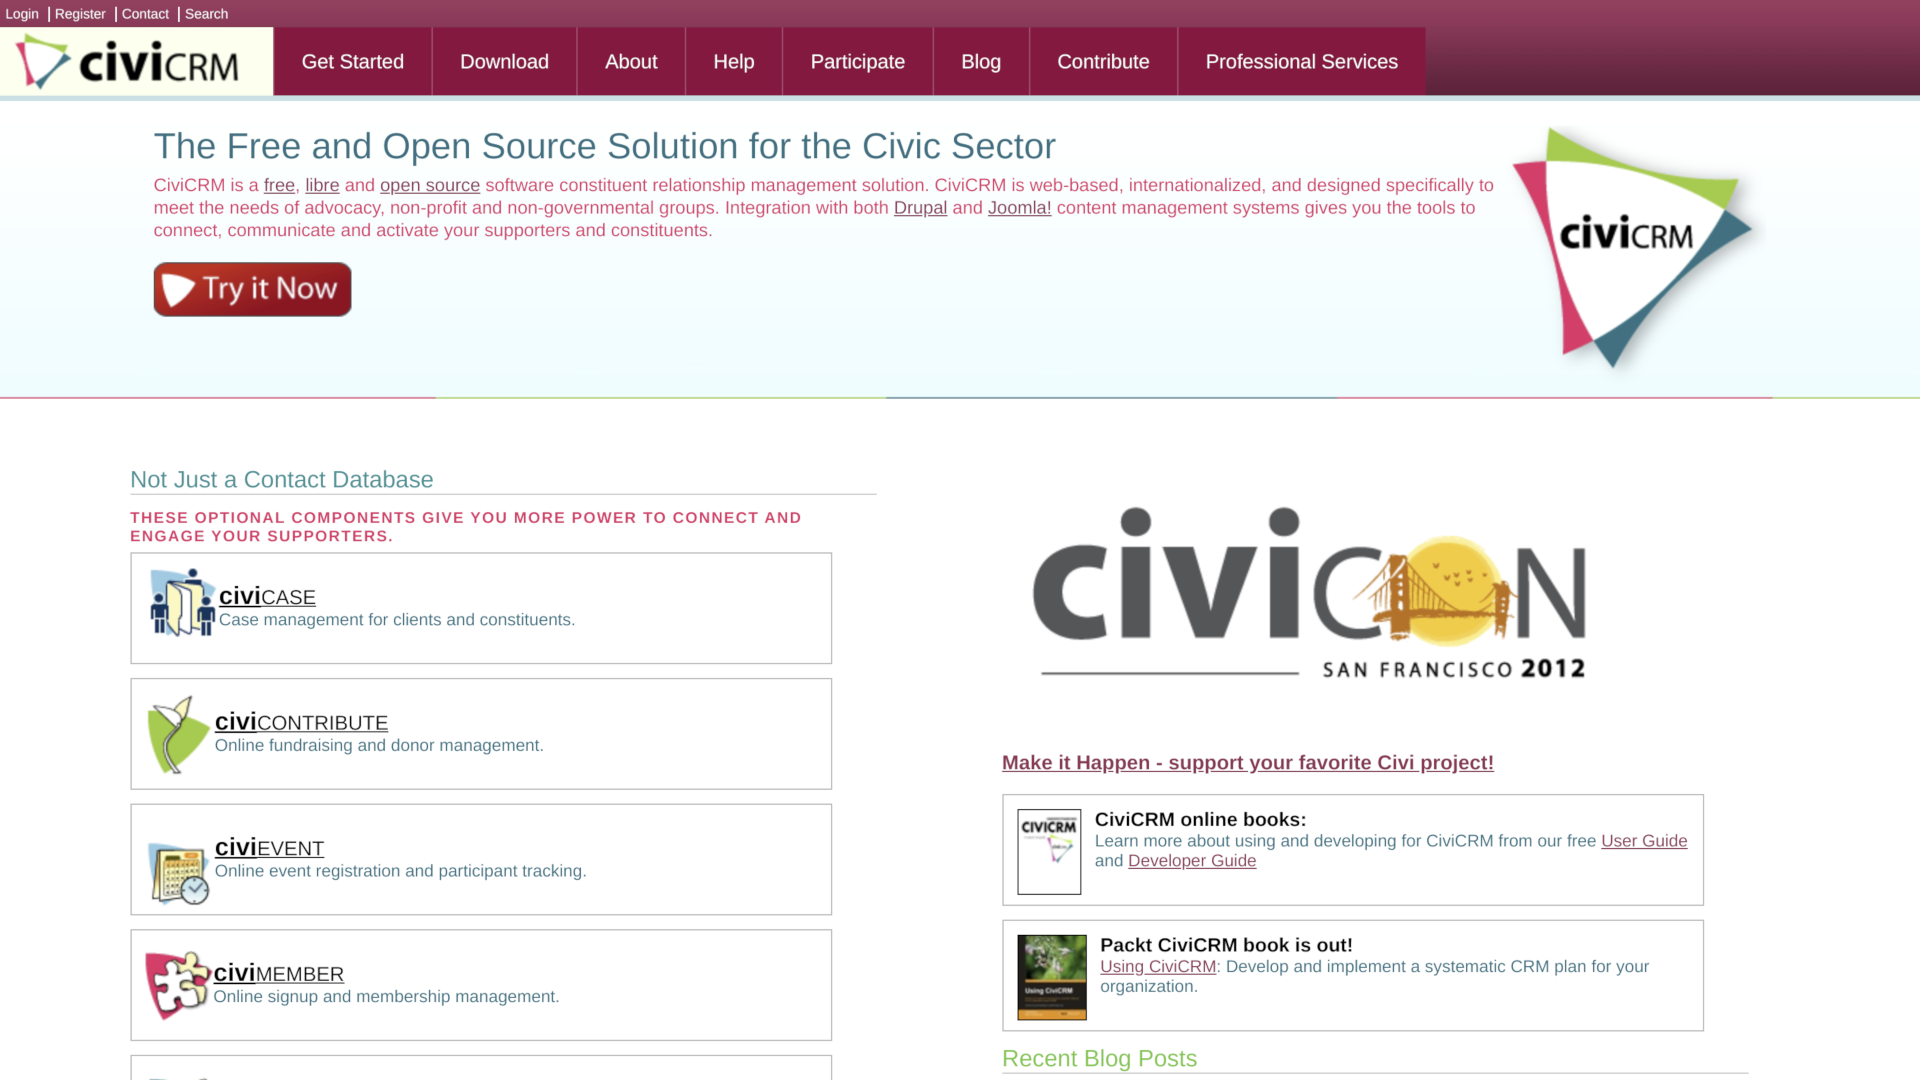 Login | Register | Contact | Search
civiCRM
Get Started
Download
About
Help
Participate
Blog
Contribute
Professional Services
The Free and Open Source Solution for the Civic Sector
CiviCRM is a free, libre and open source software constituent relationship management solution. CiviCRM is web-based, internationalized, and designed specifically to
meet the needs of advocacy, non-profit and non-governmental groups. Integration with both Drupal and Joomla! content management systems gives you the tools to
connect, communicate and activate your supporters and constituents.
Try it Now
civiCRM
Not Just a Contact Database
THESE OPTIONAL COMPONENTS GIVE YOU MORE POWER TO CONNECT AND
ENGAGE YOUR SUPPORTERS.
civiCASE
Case management for clients and constituents.
civiCONTRIBUTE
Online fundraising and donor management.
civiEVENT
Online event registration and participant tracking.
civiMEMBER
Online signup and membership management.
civiCON
SAN FRANCISCO 2012
Make it Happen - support your favorite Civi project!
CIVICRM
CiviCRM online books:
Learn more about using and developing for CiviCRM from our free User Guide
and Developer Guide
Using CiviCRM
Packt CiviCRM book is out!
Using CiviCRM: Develop and implement a systematic CRM plan for your
organization.
Recent Blog Posts